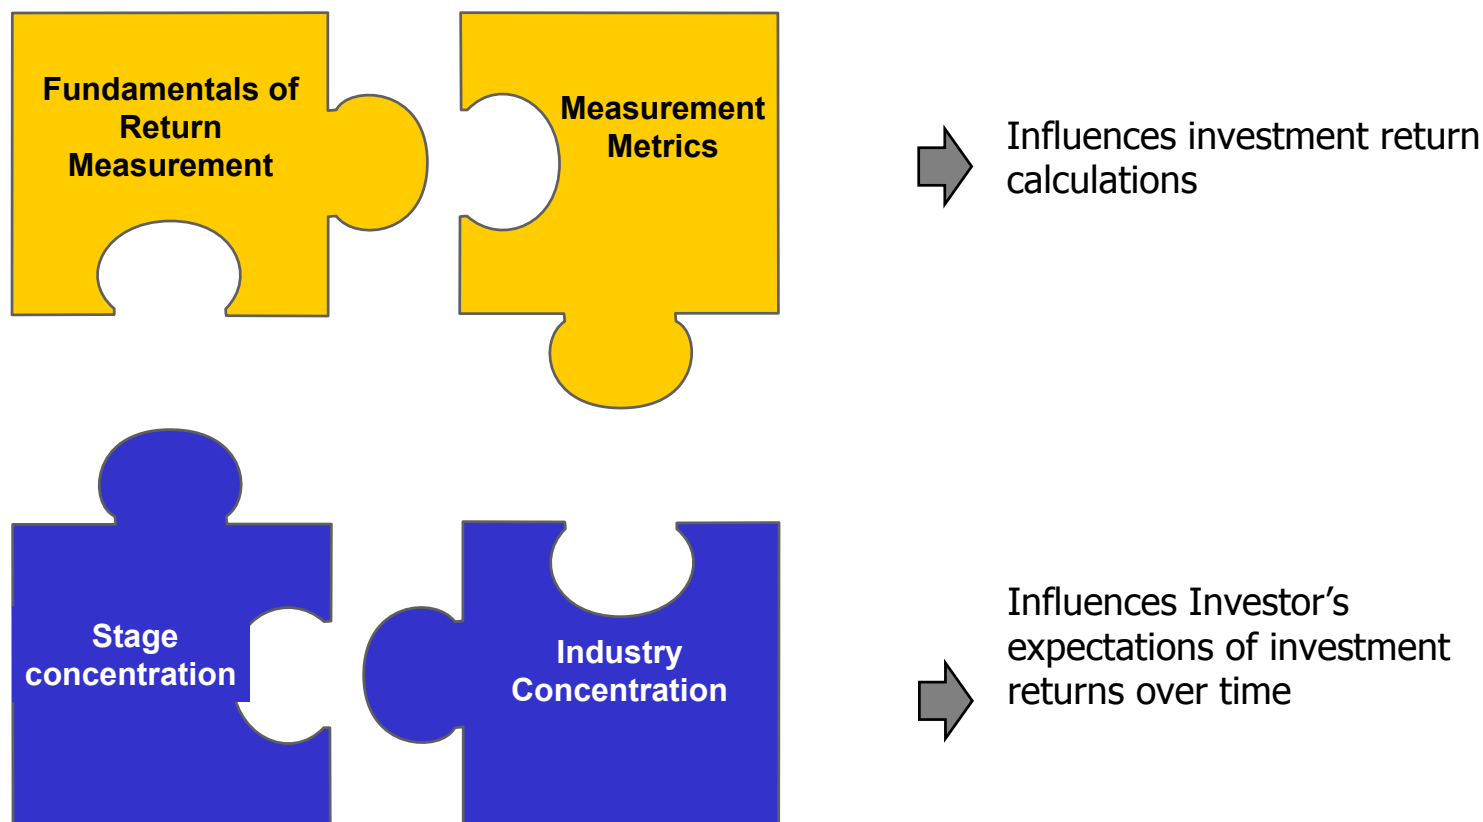 Fundamentals of
Return
Measurement
Measurement
Metrics
Influences investment return
calculations
Stage
concentration
Industry
Concentration
Influences Investor’s
expectations of investment
returns over time